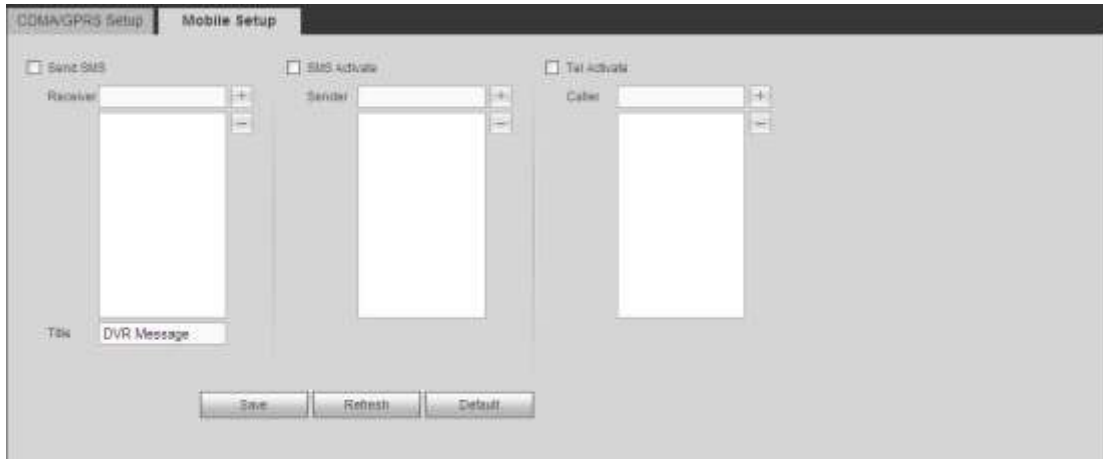 CDMA/GPRS Setup Mobile Setup
Send SMS SMS Activate Tel Activate
Receiver + Sender + Caller +
— — —
Title DVR Message
Save Refresh Default